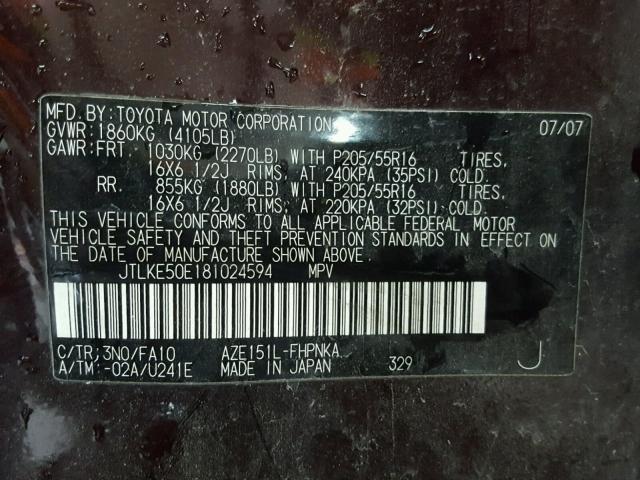 MFD. BY: TOYOTA MOTOR CORPORATION 07/07
GVWR: 1860KG (4105LB)
GAWR: FRT. 1030KG (2270LB) WITH P205/55R16 TIRES,
16X6 1/2J RIMS, AT 240KPA (35PSI) COLD.
RR. 855KG (1880LB) WITH P205/55R16 TIRES,
16X6 1/2J RIMS, AT 220KPA (32PSI) COLD.
THIS VEHICLE CONFORMS TO ALL APPLICABLE FEDERAL MOTOR
VEHICLE SAFETY AND THEFT PREVENTION STANDARDS IN EFFECT ON
THE DATE OF MANUFACTURE SHOWN ABOVE.
JTLKE50E181024594 MPV
C/TR: 3N0/FA10 AZE151L-FHPNKA
A/TM: -02A/U241E MADE IN JAPAN 329 J